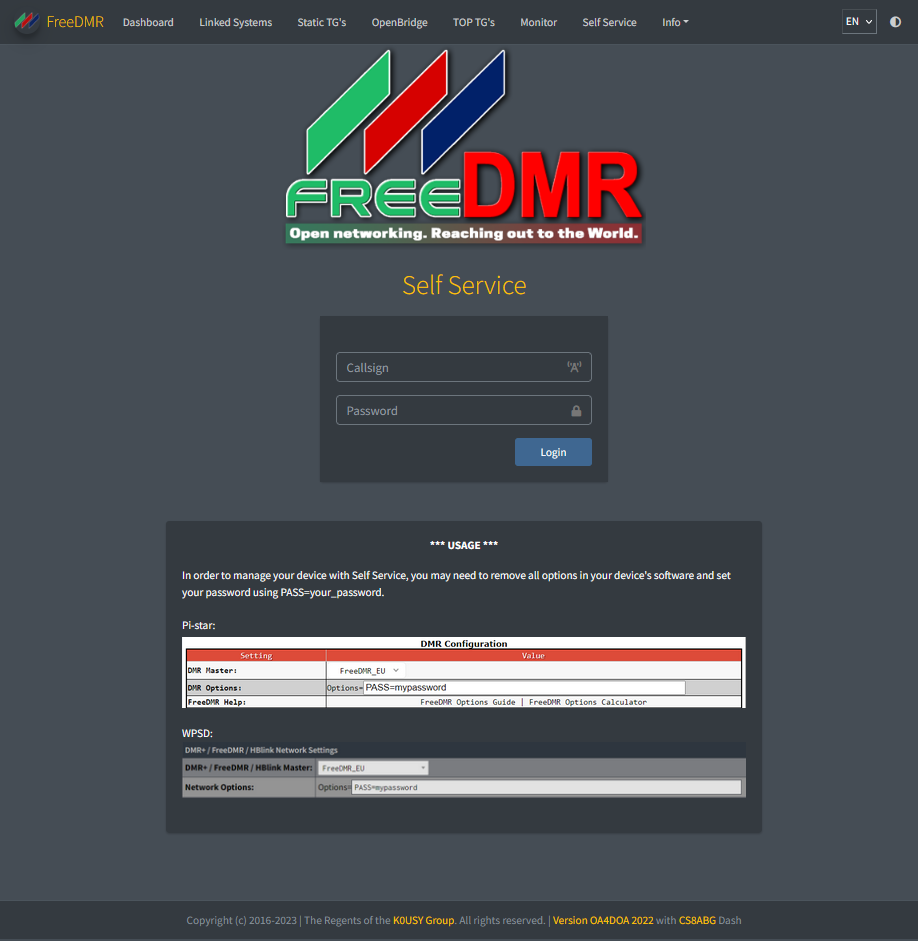 FreeDMR Dashboard Linked Systems Static TG's OpenBridge TOP TG's Monitor Self Service Info EN
FREEDMR
Open networking. Reaching out to the World.
Self Service
Callsign
Password
Login
*** USAGE ***
In order to manage your device with Self Service, you may need to remove all options in your device's software and set
your password using PASS=your_password.
Pi-star:
DMR Configuration
Setting Value
DMR Master: FreeDMR_EU
DMR Options: Options= PASS=mypassword
FreeDMR Help: FreeDMR Options Guide | FreeDMR Options Calculator
WPSD:
DMR+ / FreeDMR / HBlink Network Settings
DMR+ / FreeDMR / HBlink Master: FreeDMR_EU
Network Options: Options= PASS=mypassword
Copyright (c) 2016-2023 | The Regents of the K0USY Group. All rights reserved. | Version OA4DOA 2022 with CS8ABG Dash